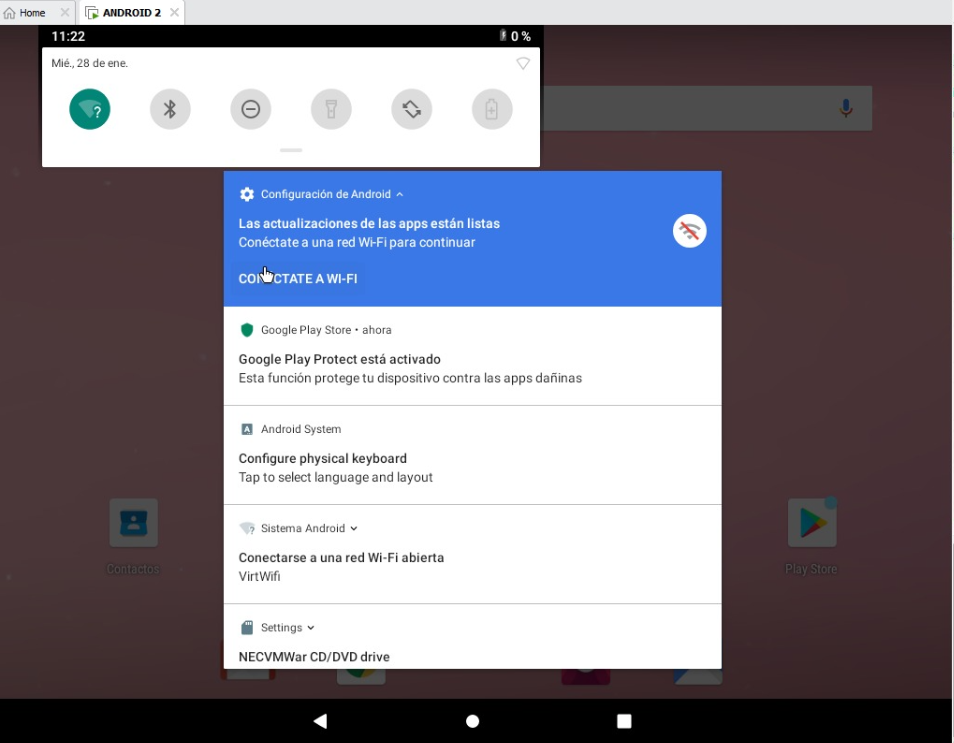 Home
ANDROID 2
11:22
0 %
Mié., 28 de ene.
Configuración de Android
Las actualizaciones de las apps están listas
Conéctate a una red Wi-Fi para continuar
CONÉCTATE A WI-FI
Google Play Store • ahora
Google Play Protect está activado
Esta función protege tu dispositivo contra las apps dañinas
Android System
Configure physical keyboard
Tap to select language and layout
Sistema Android
Conectarse a una red Wi-Fi abierta
VirtWifi
Settings
NECVMWar CD/DVD drive
Contactos
Play Store